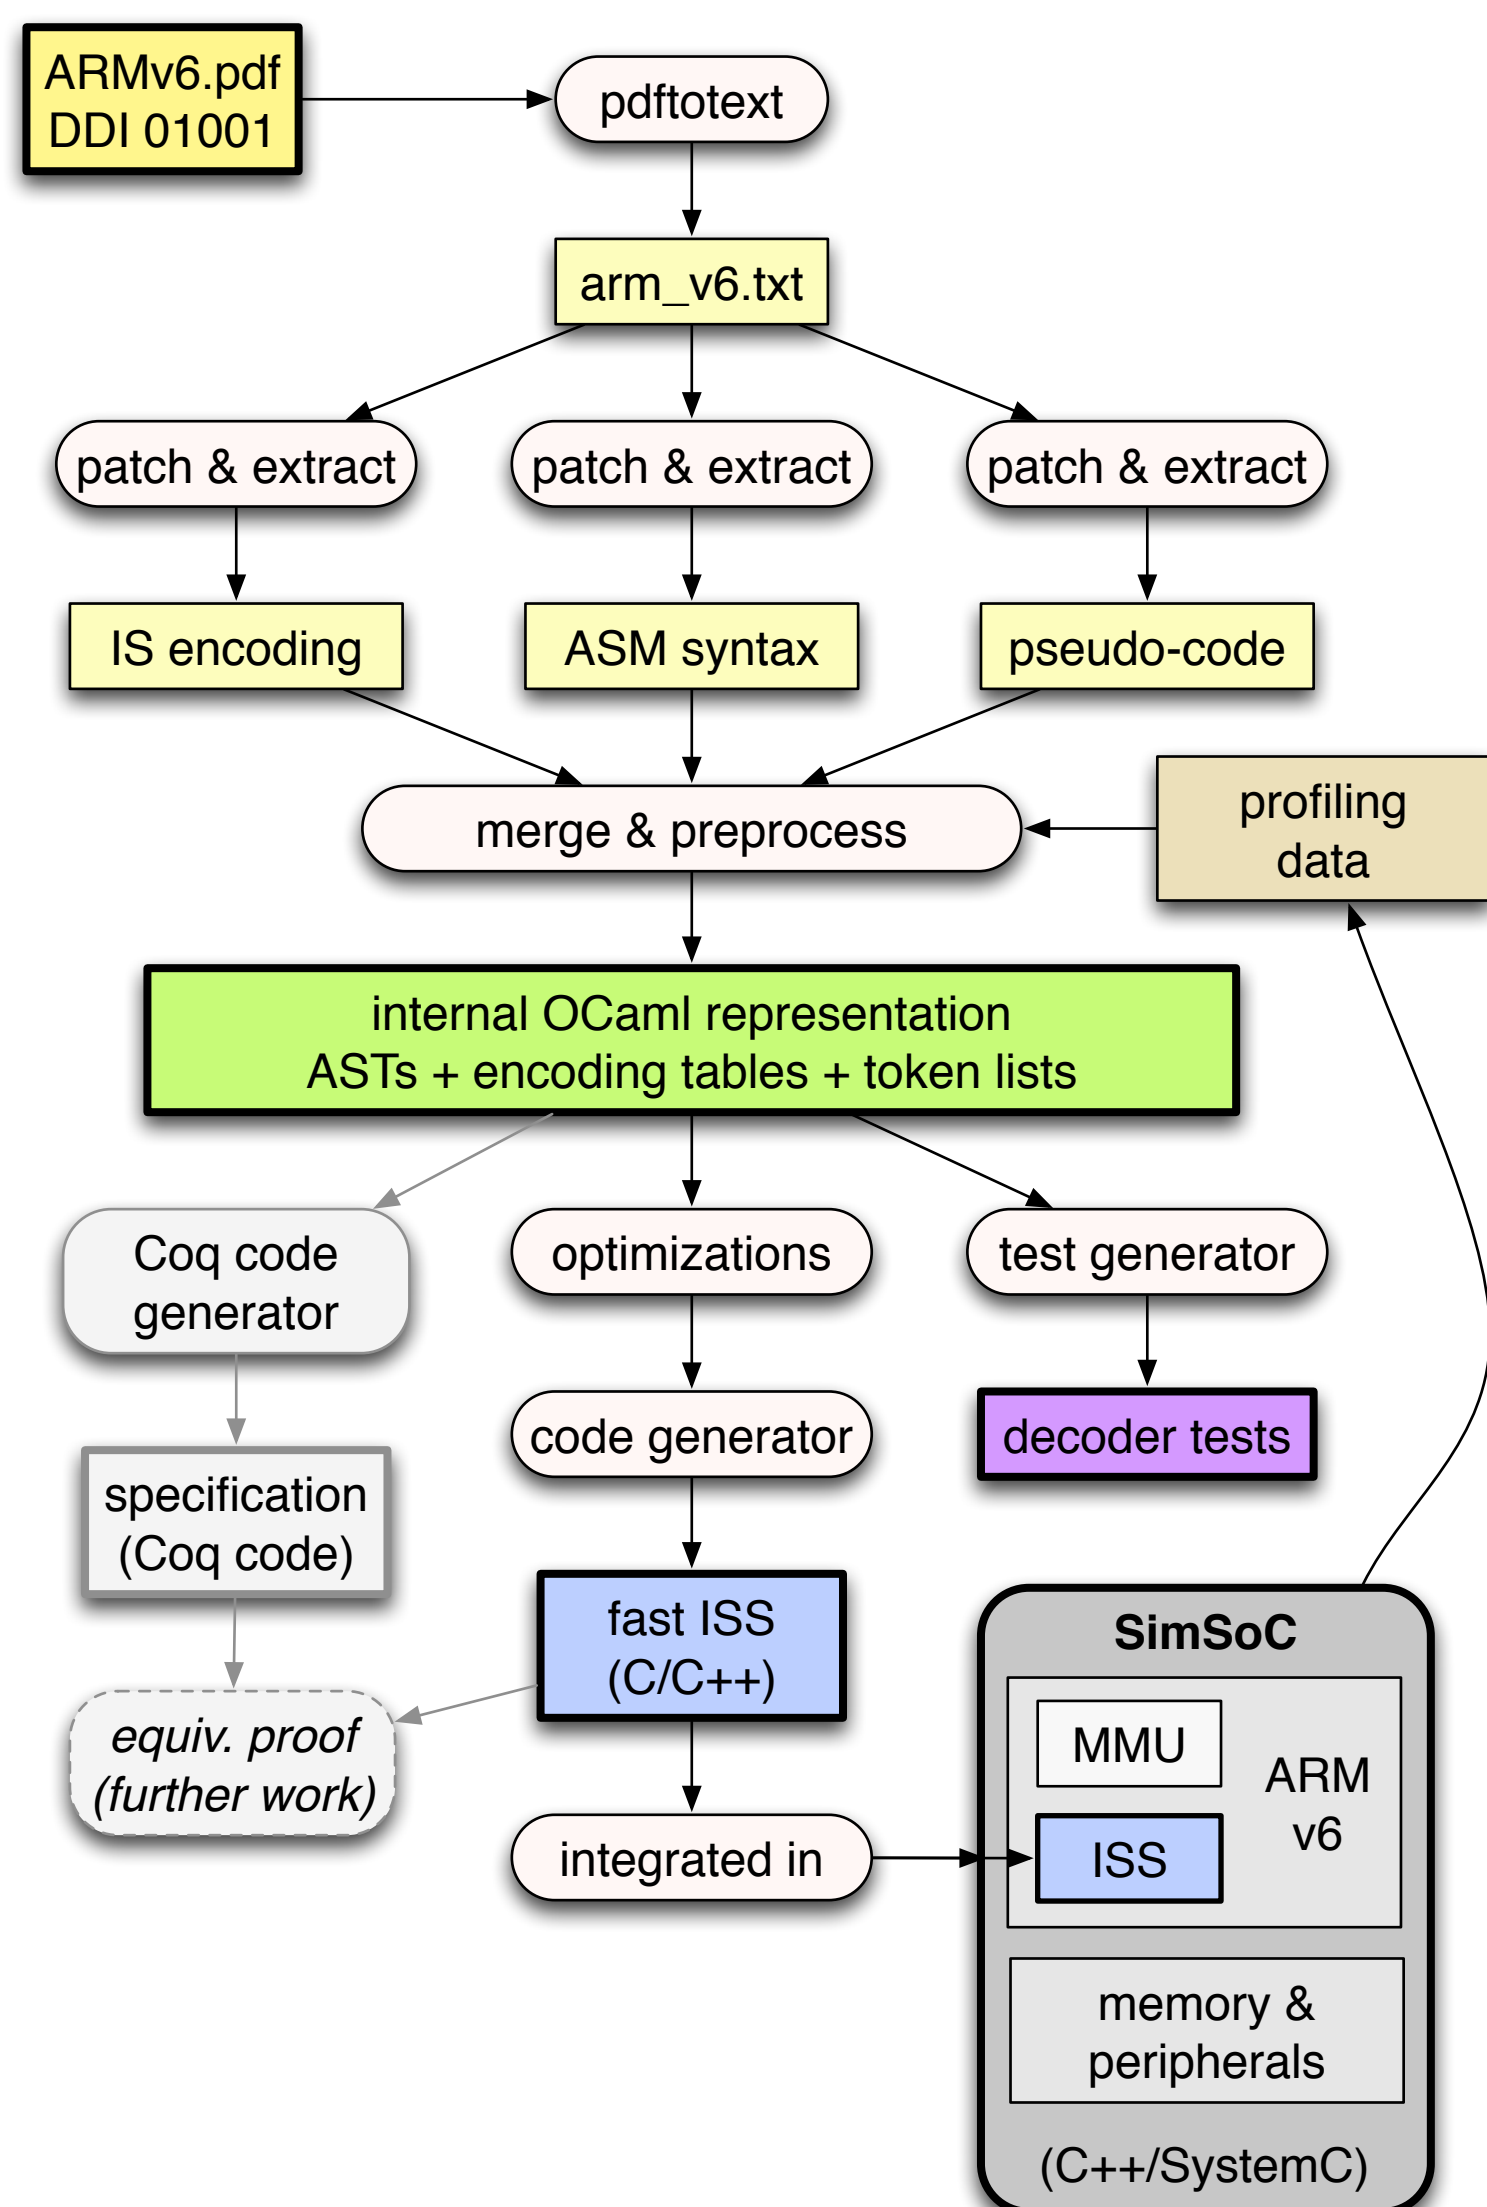 ARMv6.pdf
DDI 01001
pdftotext
arm_v6.txt
patch & extract
patch & extract
patch & extract
IS encoding
ASM syntax
pseudo-code
merge & preprocess
profiling
data
internal OCaml representation
ASTs + encoding tables + token lists
Coq code
generator
optimizations
test generator
code generator
decoder tests
specification
(Coq code)
fast ISS
(C/C++)
equiv. proof
(further work)
integrated in
SimSoC
MMU
ARM
v6
ISS
memory &
peripherals
(C++/SystemC)